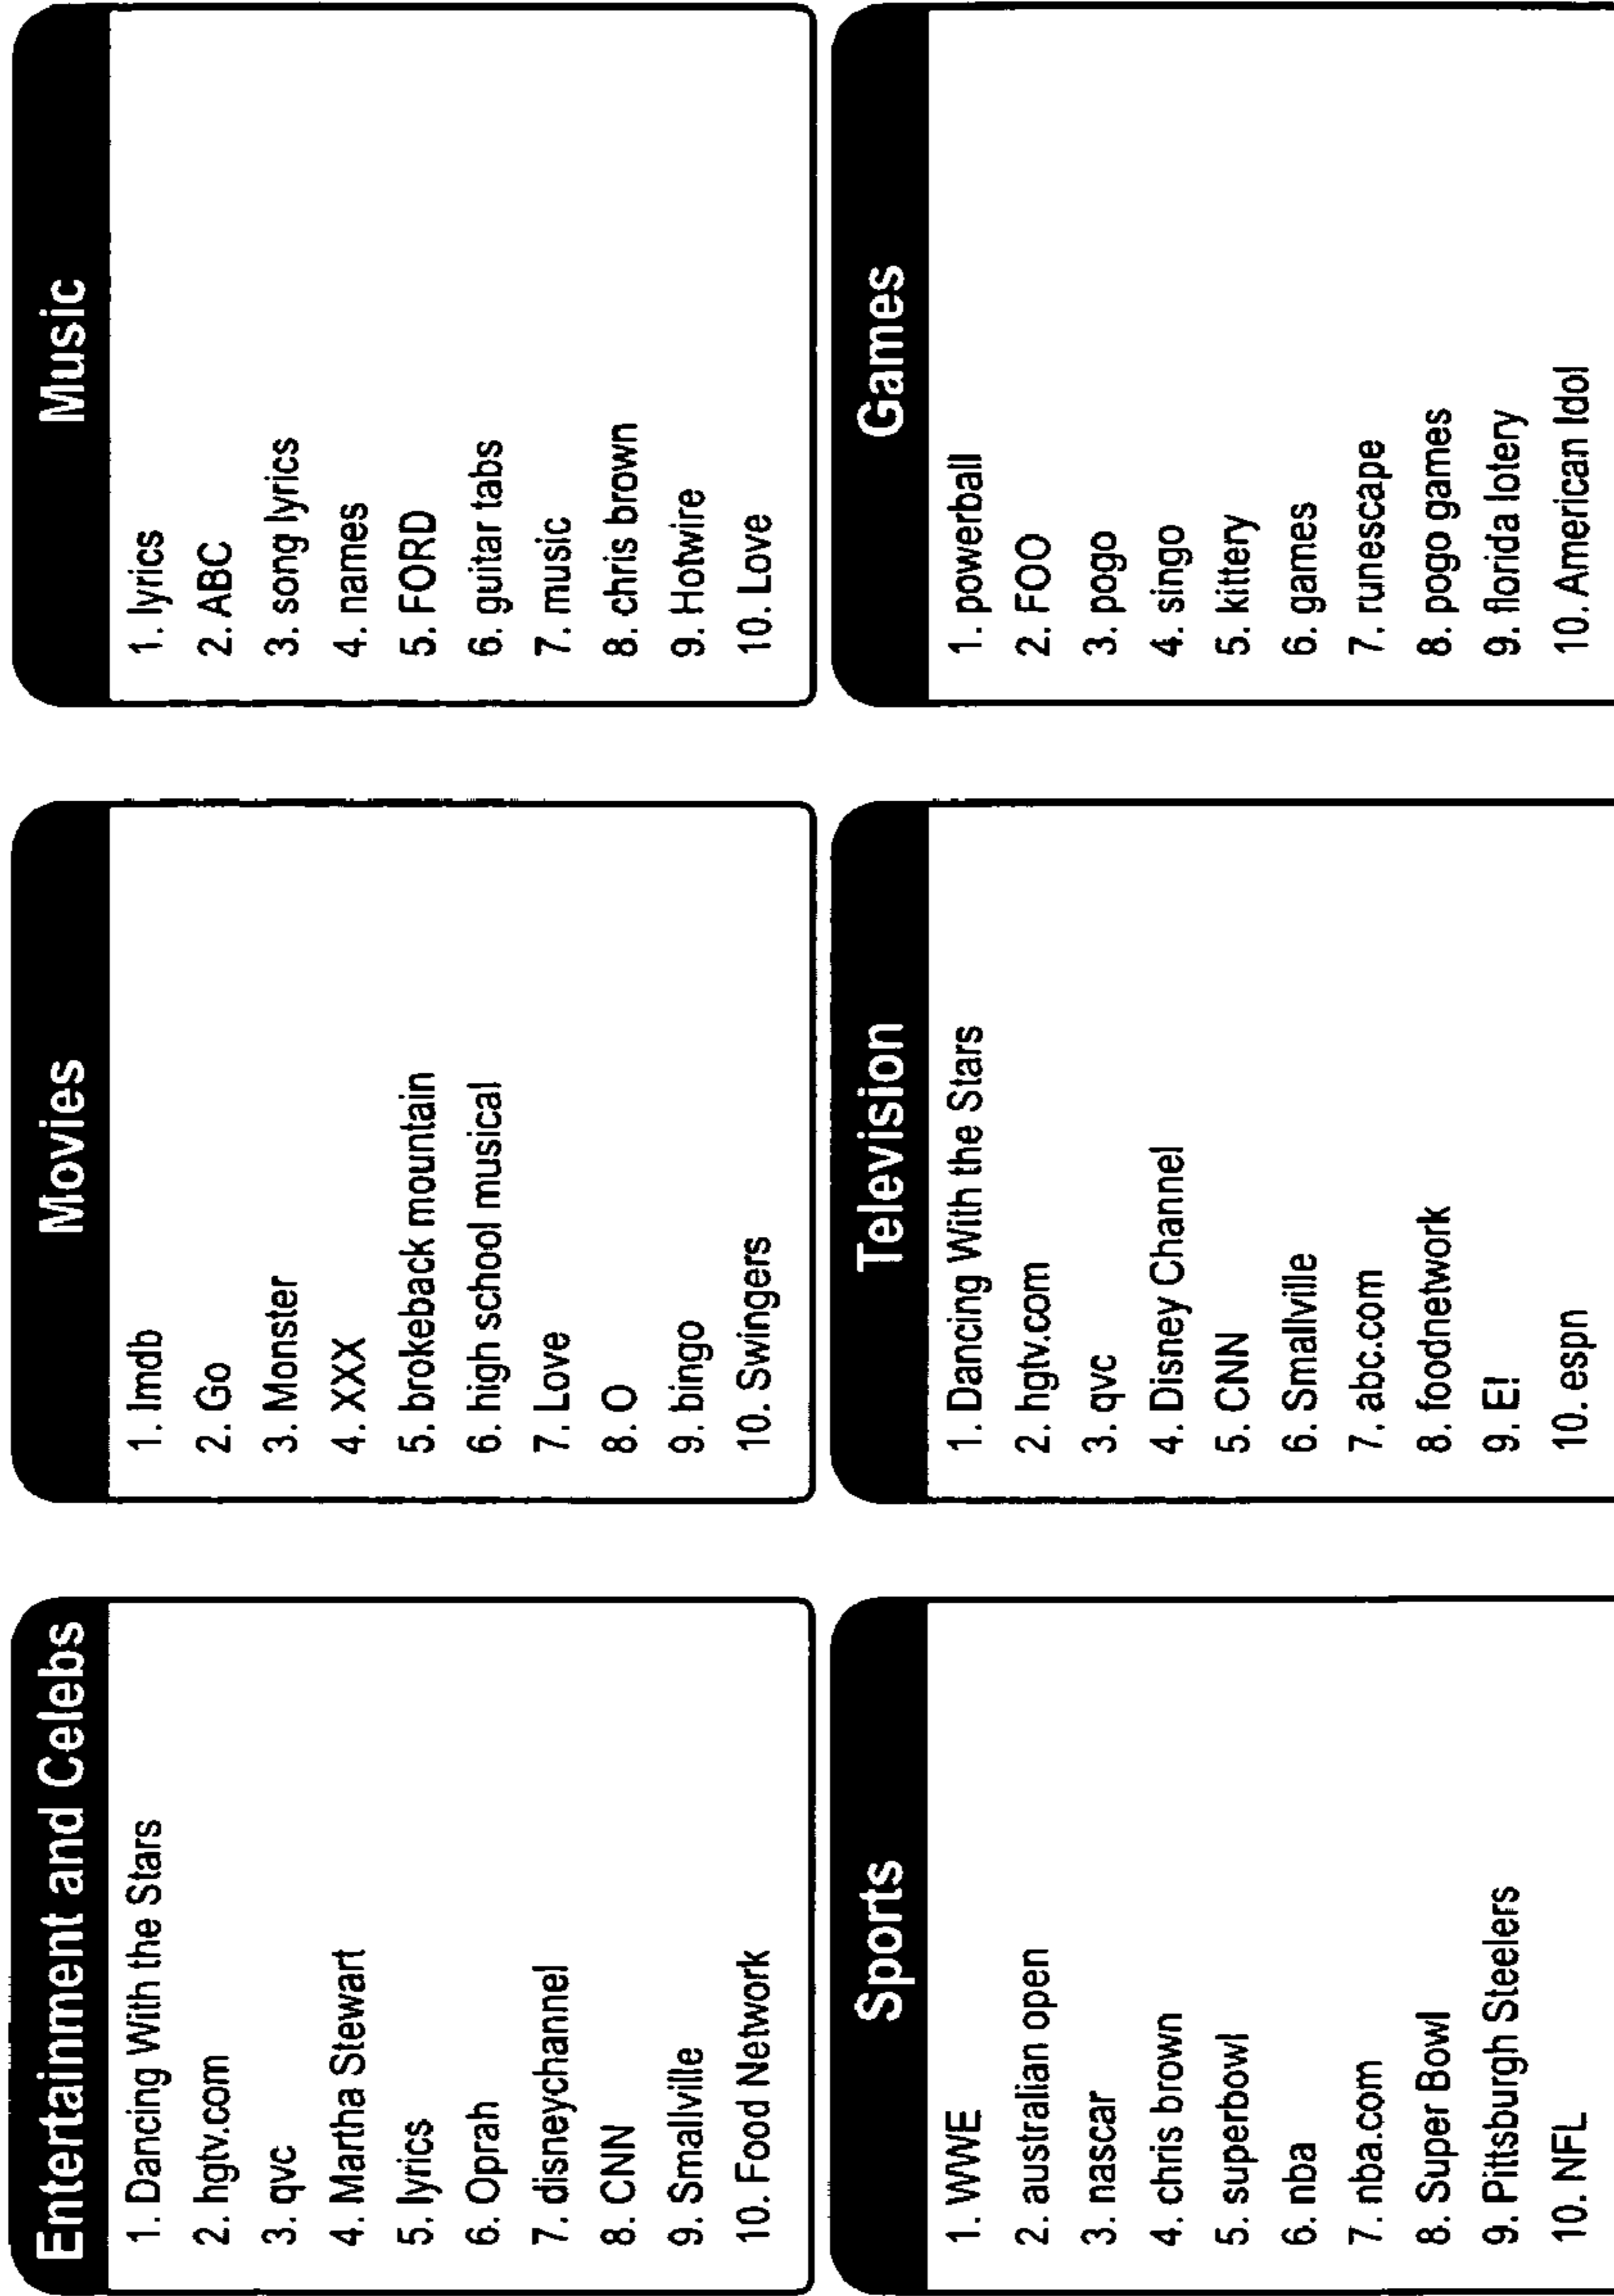 Entertainment and Celebs
1. Dancing With the Stars
2. hgtv.com
3. qvc
4. Martha Stewart
5. lyrics
6. Oprah
7. disneychannel
8. CNN
9. Smallville
10. Food Network
Movies
1. Imdb
2. Go
3. Monster
4. XXX
5. brokeback mountain
6. high school musical
7. Love
8. O
9. bingo
10. Swingers
Music
1. lyrics
2. ABC
3. song lyrics
4. names
5. FORD
6. guitar tabs
7. music
8. chris brown
9. Hotwire
10. Love
Sports
1. WWE
2. australian open
3. nascar
4. chris brown
5. superbowl
6. nba
7. nba.com
8. Super Bowl
9. Pittsburgh Steelers
10. NFL
Television
1. Dancing With the Stars
2. hgtv.com
3. qvc
4. Disney Channel
5. CNN
6. Smallville
7. abc.com
8. foodnetwork
9. E!
10. espn
Games
1. powerball
2. FOO
3. pogo
4. singo
5. kittery
6. games
7. runescape
8. pogo games
9. florida lotery
10. American Idol